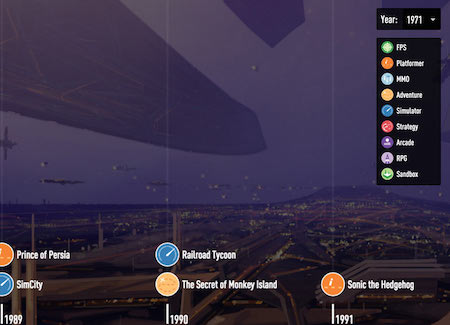 Year: 1971
FPS
Platformer
MMO
Adventure
Simulator
Strategy
Arcade
RPG
Sandbox
Prince of Persia
Railroad Tycoon
SimCity
The Secret of Monkey Island
Sonic the Hedgehog
1989
1990
1991